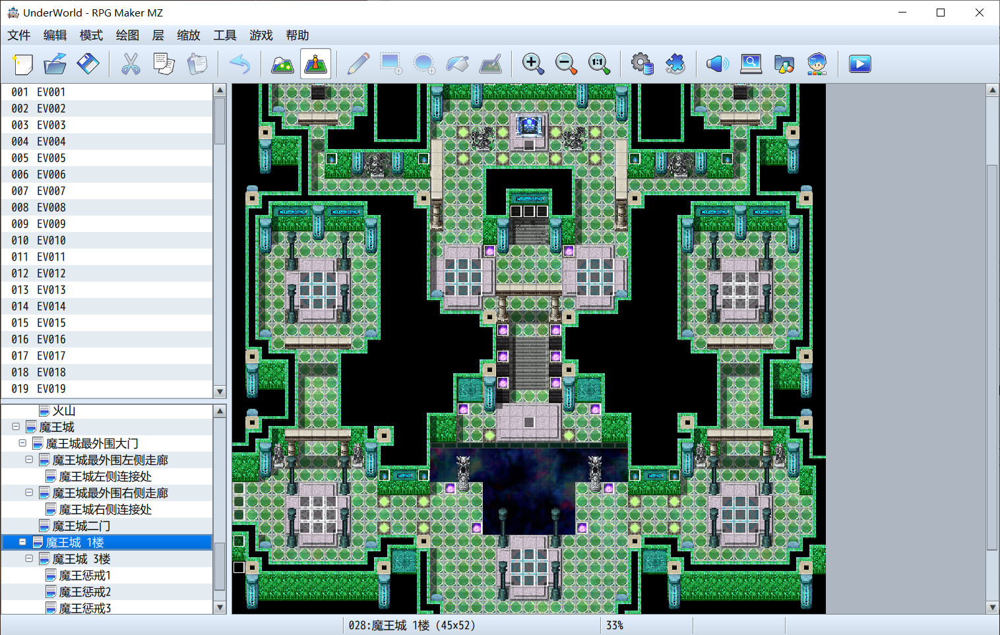 UnderWorld - RPG Maker MZ
文件 编辑 模式 绘图 层 缩放 工具 游戏 帮助
1:1
001 EV001
002 EV002
003 EV003
004 EV004
005 EV005
006 EV006
007 EV007
008 EV008
009 EV009
010 EV010
011 EV011
012 EV012
013 EV013
014 EV014
015 EV015
016 EV016
017 EV017
018 EV018
019 EV019
火山
魔王城
魔王城最外围大门
魔王城最外围左侧走廊
魔王城左侧连接处
魔王城最外围右侧走廊
魔王城右侧连接处
魔王城二门
魔王城 1楼
魔王城 3楼
魔王惩戒1
魔王惩戒2
魔王惩戒3
028:魔王城 1楼 (45×52) 33%